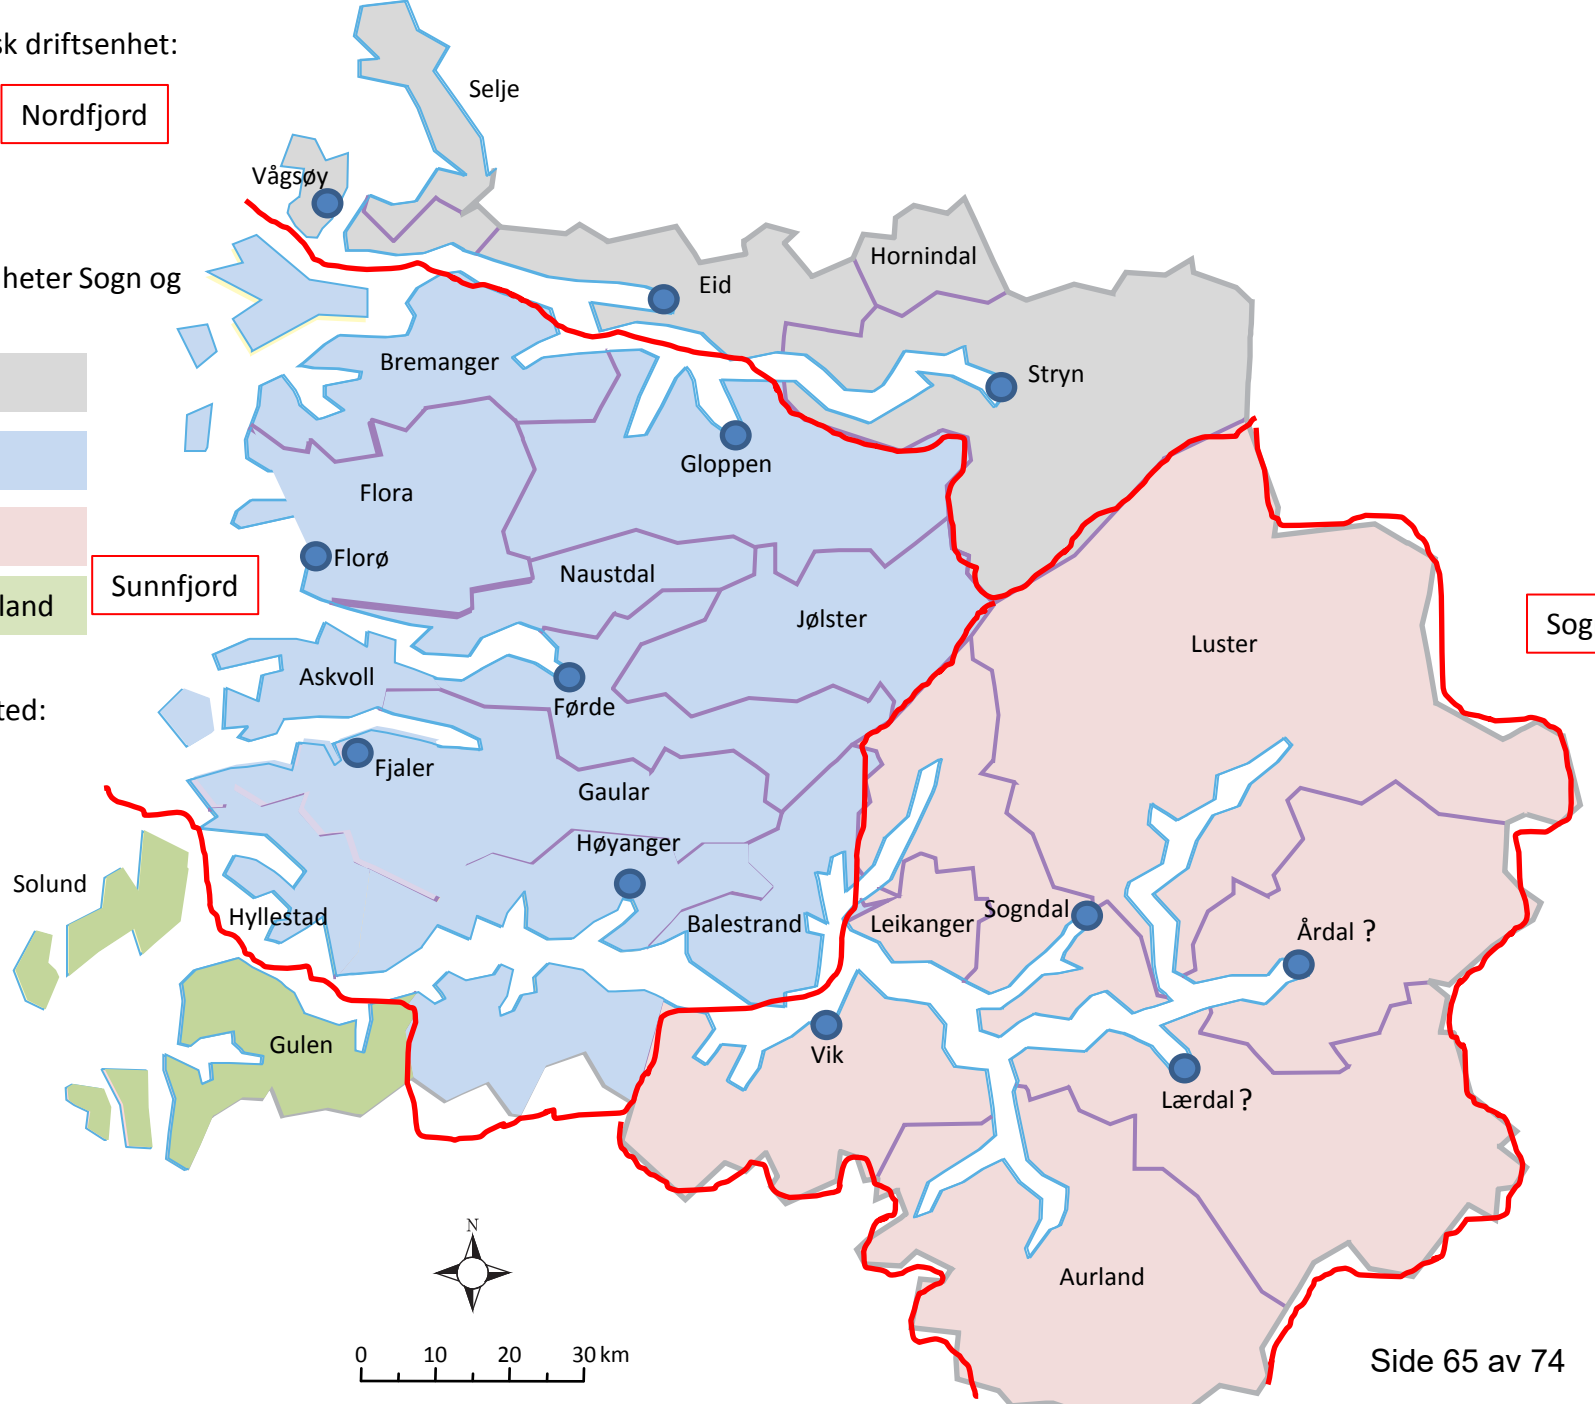 sk driftsenhet:
Selje
Nordfjord
Vågsøy
Hornindal
heter Sogn og
Eid
Bremanger
Stryn
Gloppen
Flora
Florø
Naustdal
Sunnfjord
land
Jølster
Sog
Luster
Askvoll
Førde
ted:
Fjaler
Gaular
Høyanger
Solund
Hyllestad
Balestrand
Leikanger
Sogndal
Årdal ?
Gulen
Vik
Lærdal ?
N
Aurland
0 10 20 30 km
Side 65 av 74